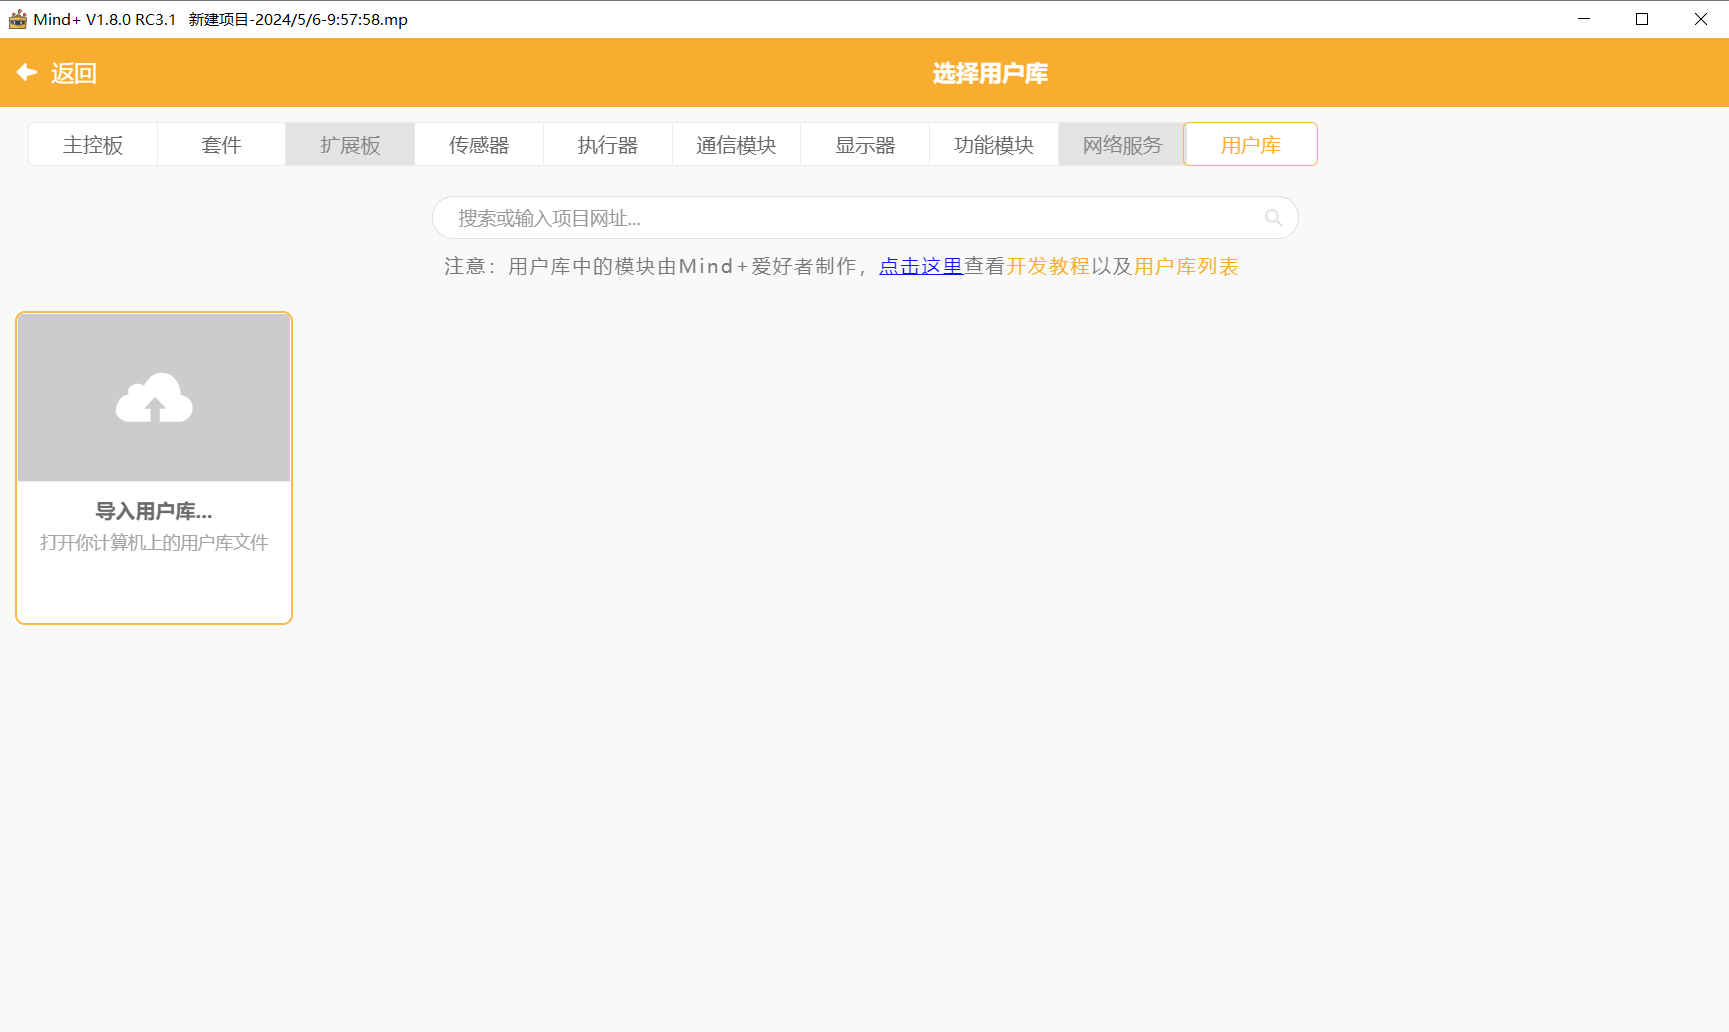 Mind+ V1.8.0 RC3.1 新建项目-2024/5/6-9:57:58.mp
返回
选择用户库
主控板 套件 扩展板 传感器 执行器 通信模块 显示器 功能模块 网络服务 用户库
搜索或输入项目网址...
注意：用户库中的模块由Mind+爱好者制作，点击这里查看开发教程以及用户库列表
导入用户库...
打开你计算机上的用户库文件